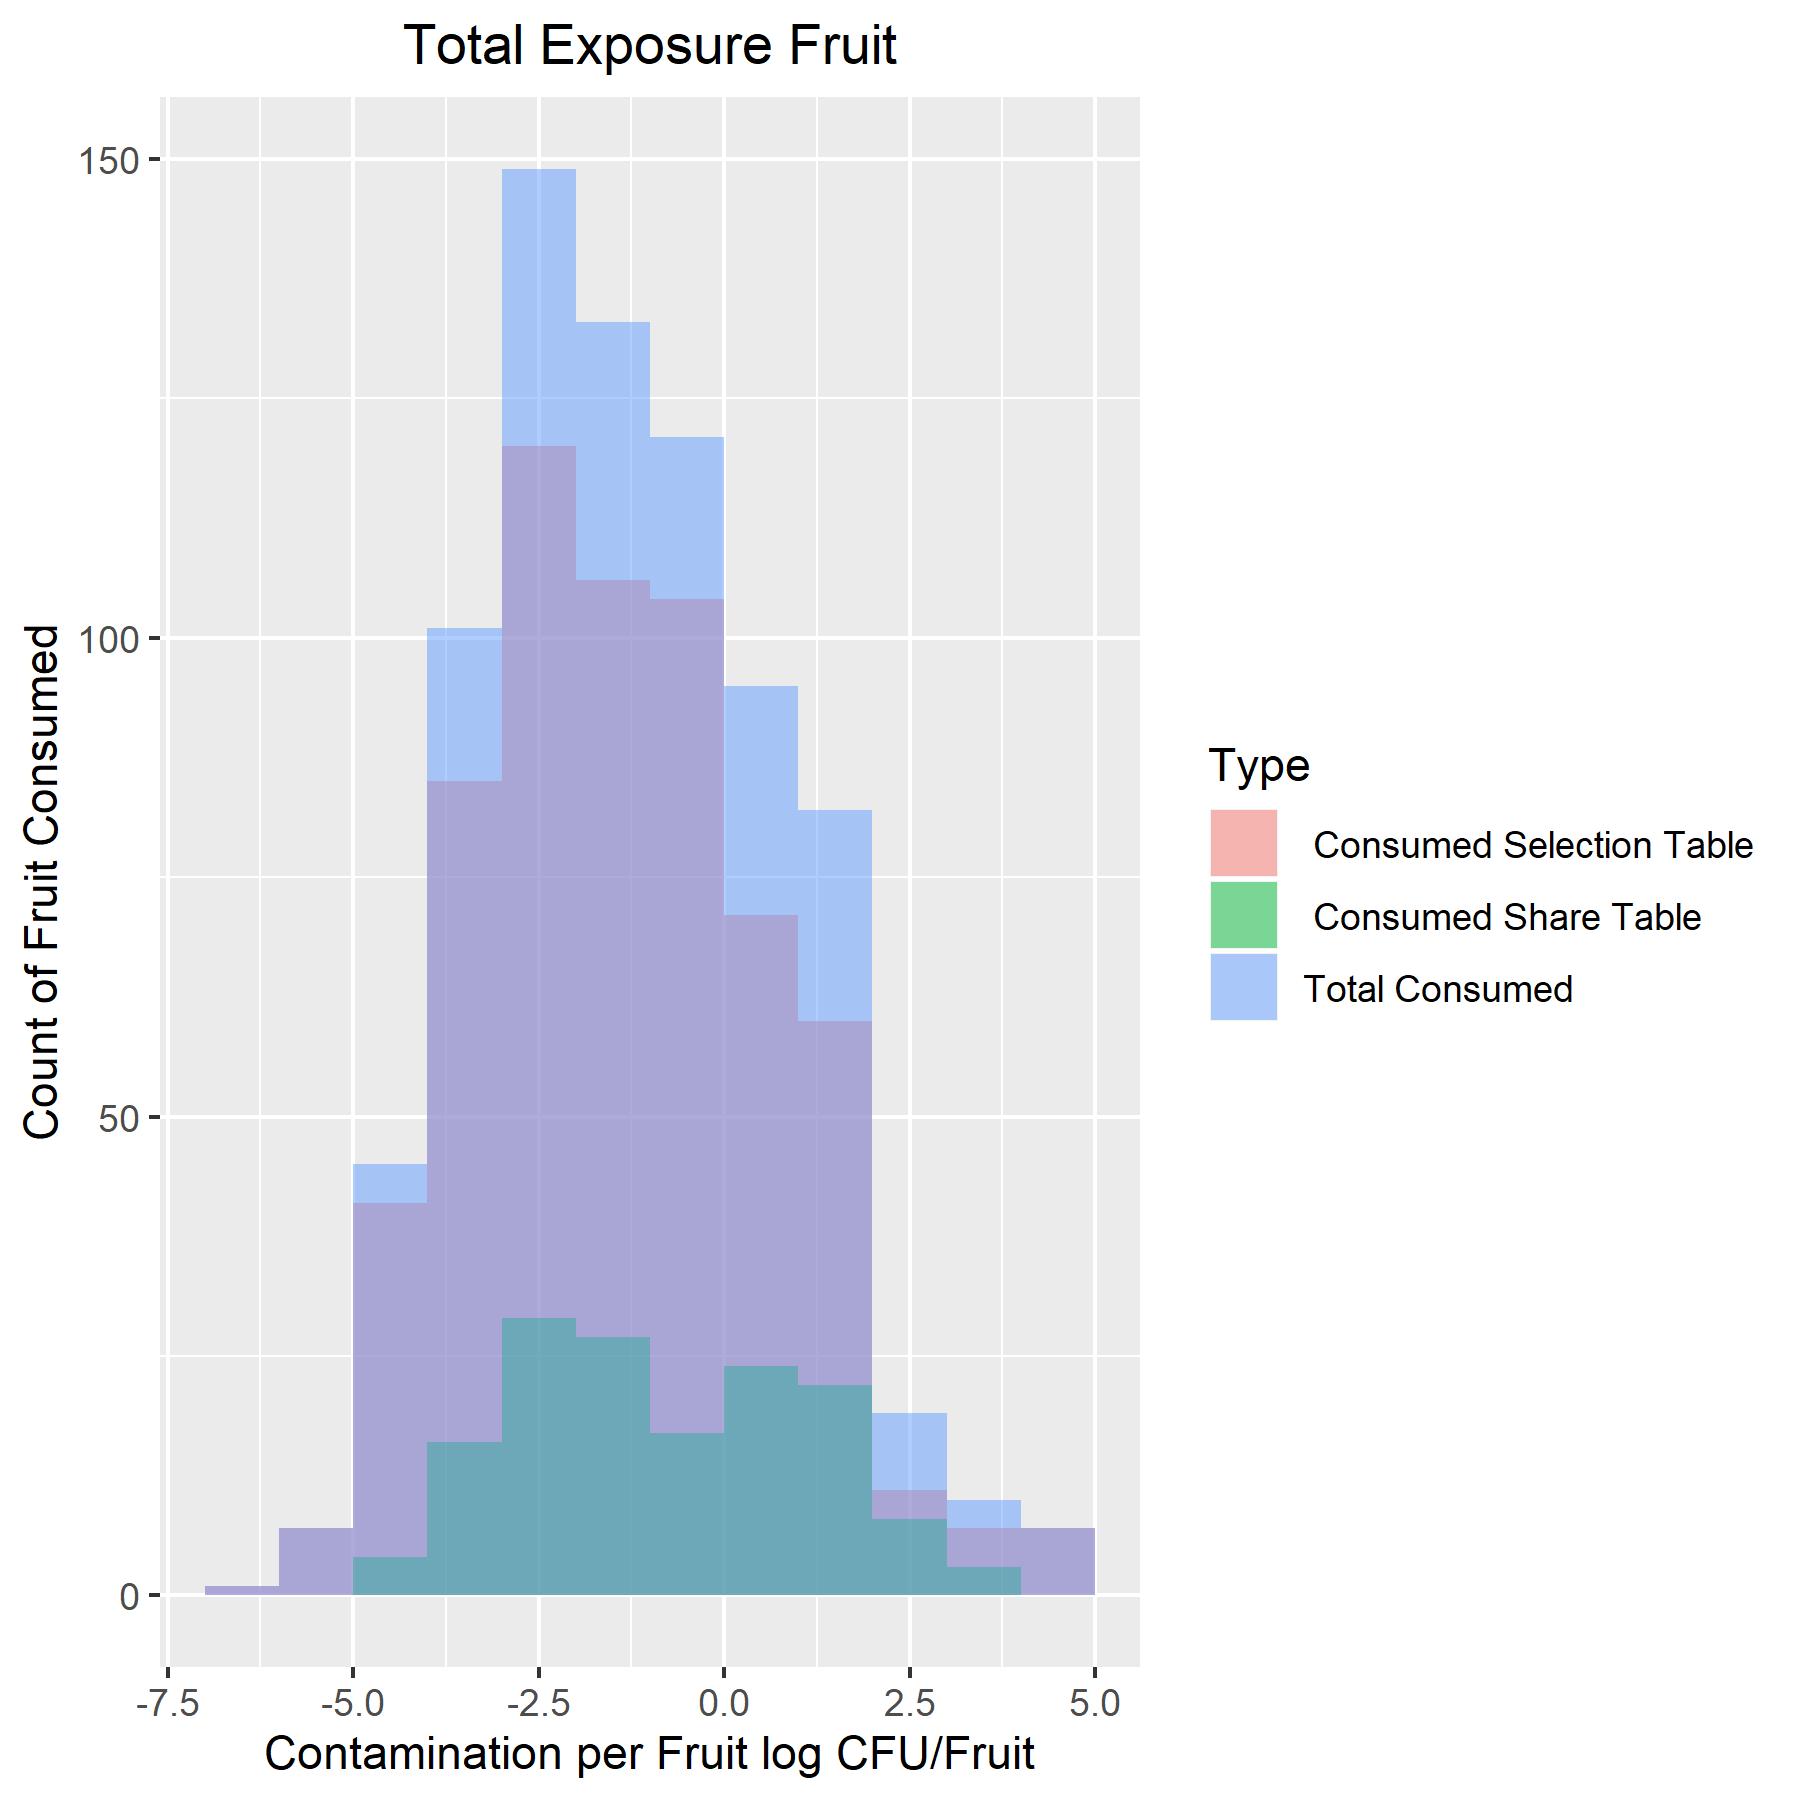 Total Exposure Fruit
150
100
50
0
Count of Fruit Consumed
-7.5 -5.0 -2.5 0.0 2.5 5.0
Contamination per Fruit log CFU/Fruit
Type
Consumed Selection Table
Consumed Share Table
Total Consumed